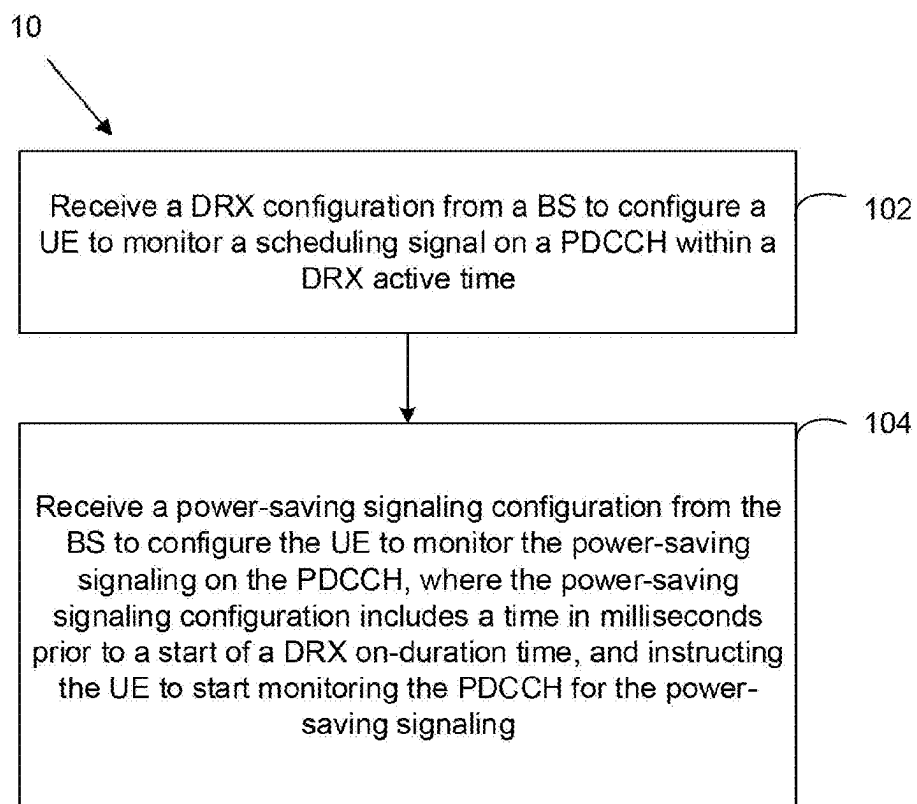 10
Receive a DRX configuration from a BS to configure a
UE to monitor a scheduling signal on a PDCCH within a
DRX active time
102
104
Receive a power-saving signaling configuration from the
BS to configure the UE to monitor the power-saving
signaling on the PDCCH, where the power-saving
signaling configuration includes a time in milliseconds
prior to a start of a DRX on-duration time, and instructing
the UE to start monitoring the PDCCH for the power-
saving signaling